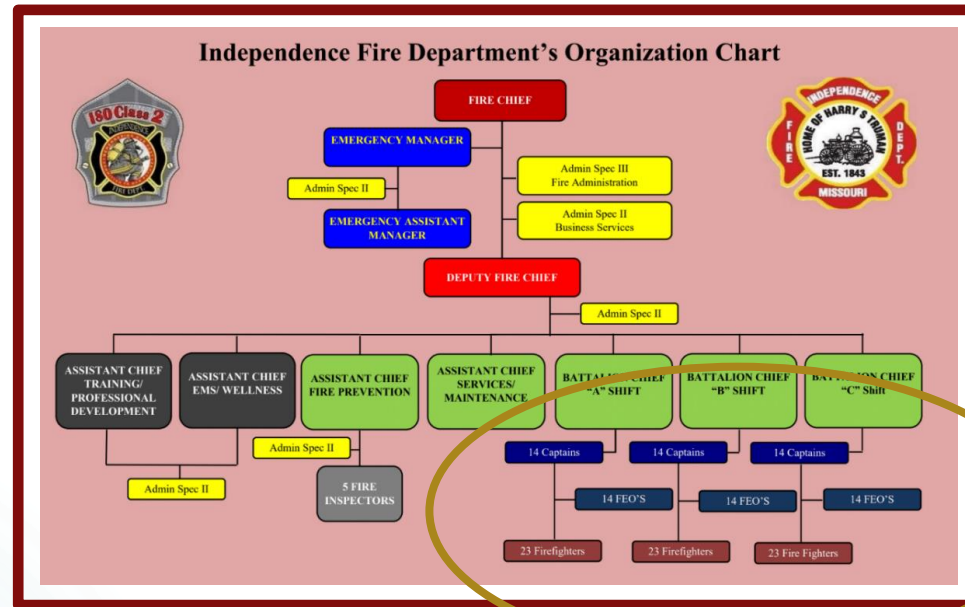 Independence Fire Department's Organization Chart
ISO Class 2
INDEPENDENCE
FIRE DEPT.
INDEPENDENCE
FIRE
DEPT.
HOME OF HARRY S TRUMAN
EST. 1843
MISSOURI
FIRE CHIEF
EMERGENCY MANAGER
Admin Spec II
EMERGENCY ASSISTANT
MANAGER
Admin Spec III
Fire Administration
Admin Spec II
Business Services
DEPUTY FIRE CHIEF
Admin Spec II
ASSISTANT CHIEF
TRAINING/
PROFESSIONAL
DEVELOPMENT
ASSISTANT CHIEF
EMS/ WELLNESS
ASSISTANT CHIEF
FIRE PREVENTION
ASSISTANT CHIEF
SERVICES/
MAINTENANCE
BATTALION CHIEF
"A" SHIFT
BATTALION CHIEF
"B" SHIFT
BATTALION CHIEF
"C" Shift
Admin Spec II
Admin Spec II
5 FIRE
INSPECTORS
14 Captains
14 Captains
14 Captains
14 FEO'S
14 FEO'S
14 FEO'S
23 Firefighters
23 Firefighters
23 Fire Fighters